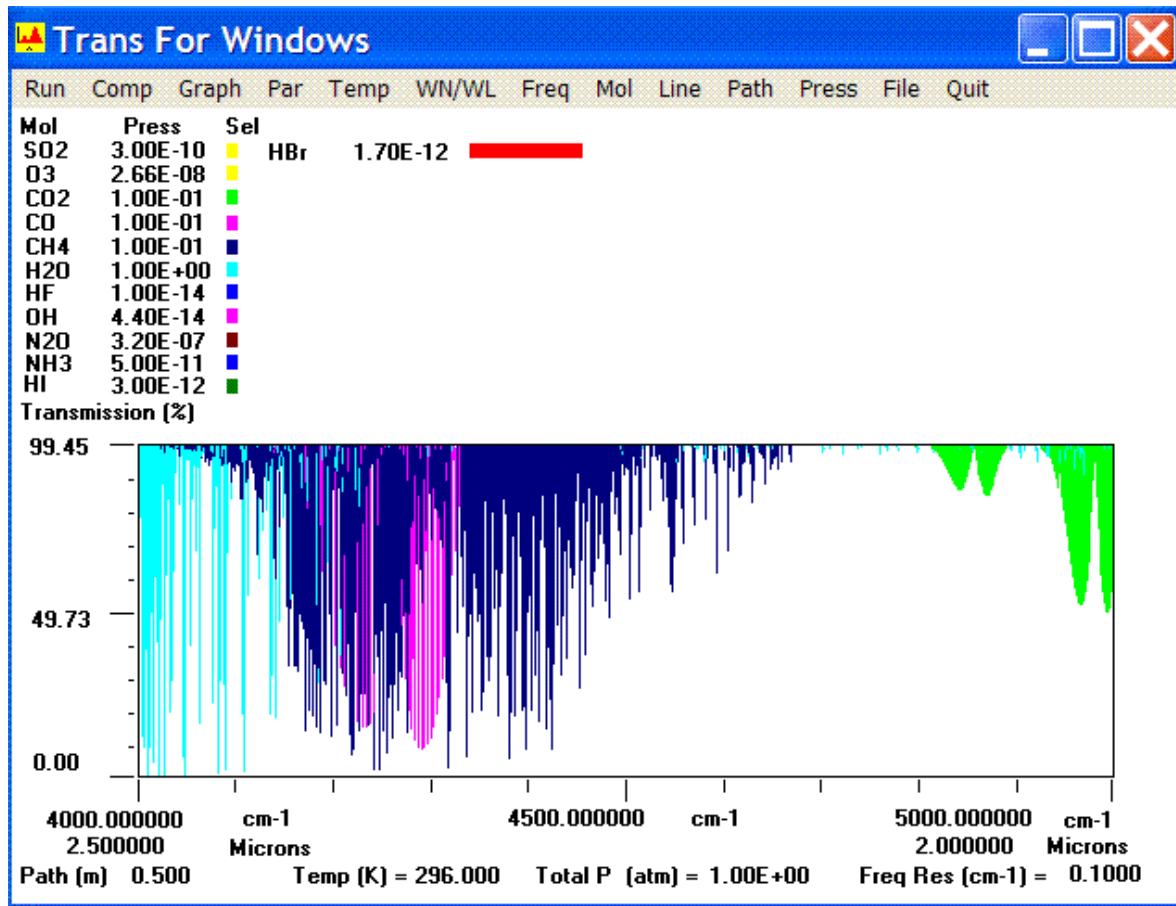 Trans For Windows
Run Comp Graph Par Temp WN/WL Freq Mol Line Path Press File Quit
Mol Press Sel
SO2 3.00E-10 HBr 1.70E-12
O3 2.66E-08
CO2 1.00E-01
CO 1.00E-01
CH4 1.00E-01
H2O 1.00E+00
HF 1.00E-14
OH 4.40E-14
N2O 3.20E-07
NH3 5.00E-11
HI 3.00E-12
Transmission (%)
99.45
49.73
0.00
4000.000000 cm-1 4500.000000 cm-1 5000.000000 cm-1
2.500000 Microns 2.000000 Microns
Path (m) 0.500 Temp (K) = 296.000 Total P (atm) = 1.00E+00 Freq Res (cm-1) = 0.1000